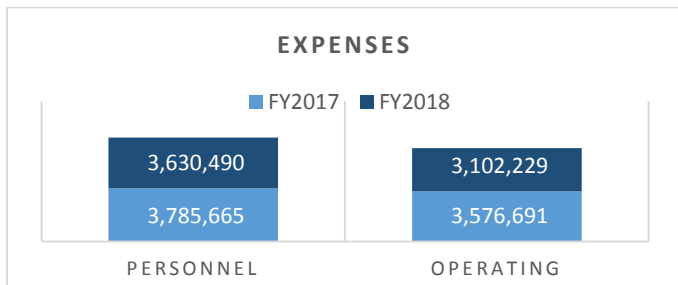 EXPENSES
FY2017 FY2018
3,630,490 3,102,229
3,785,665 3,576,691
PERSONNEL OPERATING